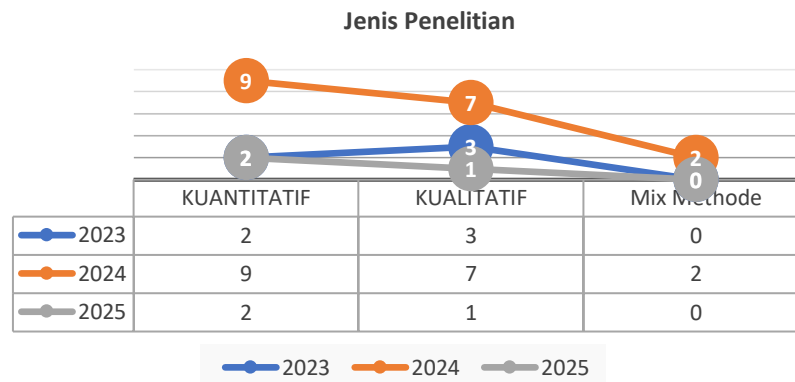 Jenis Penelitian
9
7
2
2
3
1
0
KUANTITATIF KUALITATIF Mix Methode
2023 2 3 0
2024 9 7 2
2025 2 1 0
2023 2024 2025